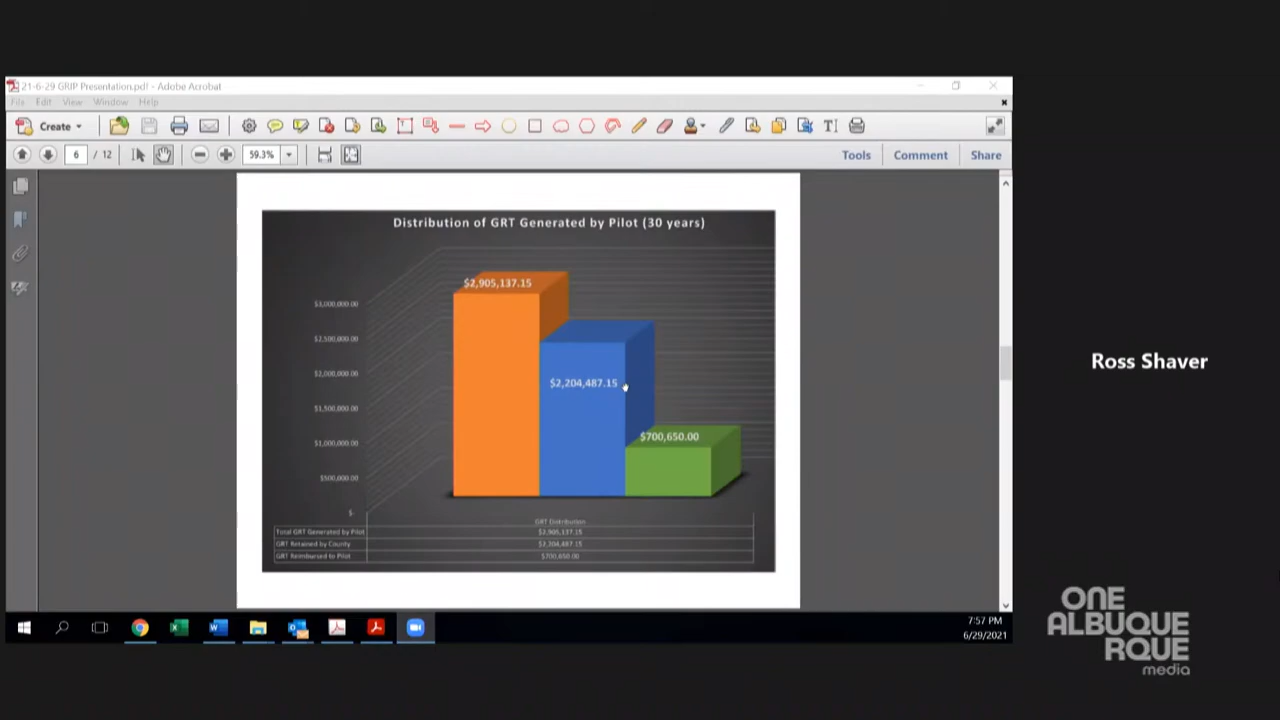 21-6-29 GRIP Presentation.pdf - Adobe Acrobat
File Edit View Window Help
Create
6 / 12
59.3%
Tools Comment Share
Distribution of GRT Generated by Pilot (30 years)
$2,905,137.15
$3,000,000.00
$2,500,000.00
$2,000,000.00
$2,204,487.15
$1,500,000.00
$1,000,000.00
$700,650.00
$500,000.00
$-
GRT Distribution
Total GRT Generated by Pilot $2,905,137.15
GRT Retained by County $2,204,487.15
GRT Reimbursed to Pilot $700,650.00
Ross Shaver
7:57 PM
6/29/2021
ONE
ALBUQUE
RQUE
media